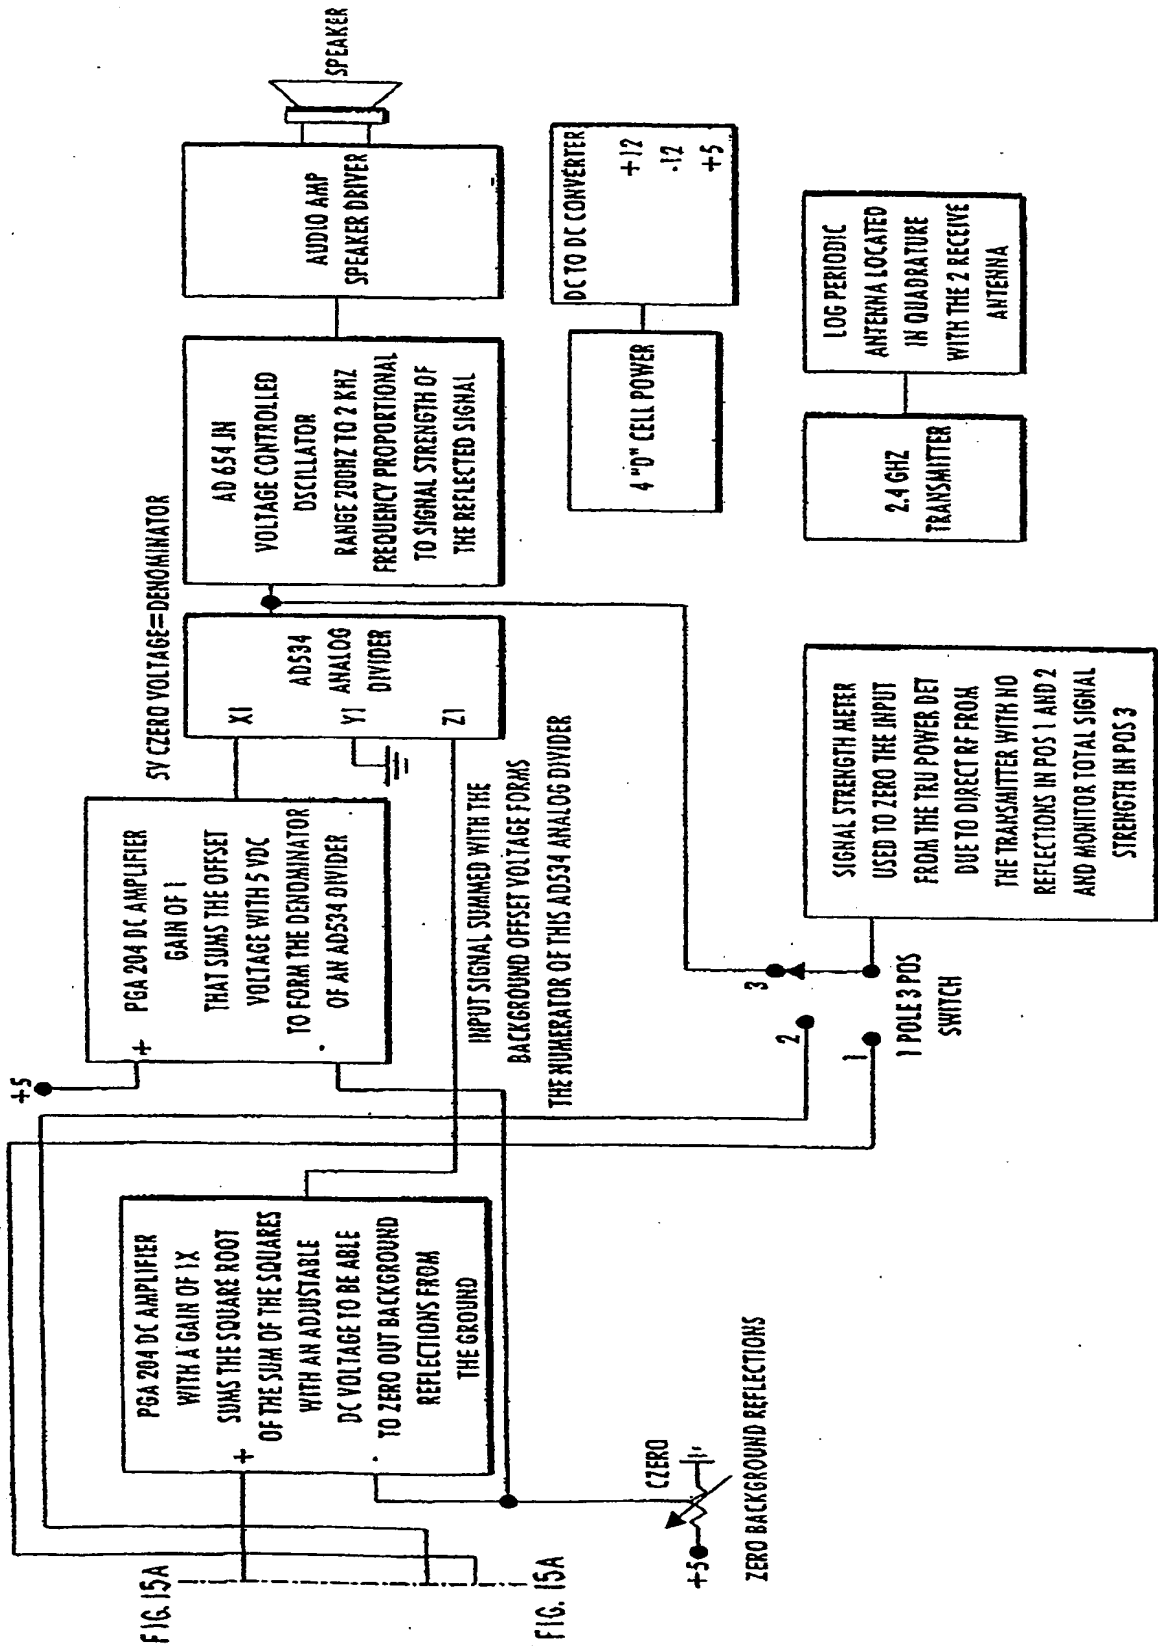 FIG. 15A
FIG. 15A
PGA 204 DC AMPLIFIER
WITH A GAIN OF 1X
SUMS THE SQUARE ROOT
OF THE SUM OF THE SQUARES
WITH AN ADJUSTABLE
DC VOLTAGE TO BE ABLE
TO ZERO OUT BACKGROUND
REFLECTIONS FROM
THE GROUND
+
-
CZERO
+5
ZERO BACKGROUND REFLECTIONS
+5
+
-
PGA 204 DC AMPLIFIER
GAIN OF 1
THAT SUMS THE OFFSET
VOLTAGE WITH 5 VDC
TO FORM THE DENOMINATOR
OF AN AD534 DIVIDER
5V CZERO VOLTAGE=DENOMINATOR
INPUT SIGNAL SUMMED WITH THE
BACKGROUND OFFSET VOLTAGE FORMS
THE NUMERATOR OF THIS AD534 ANALOG DIVIDER
X1
Y1
Z1
AD534
ANALOG
DIVIDER
AD 654 JN
VOLTAGE CONTROLLED
OSCILLATOR
RANGE 200HZ TO 2 KHZ
FREQUENCY PROPORTIONAL
TO SIGNAL STRENGTH OF
THE REFLECTED SIGNAL
AUDIO AMP
SPEAKER DRIVER
SPEAKER
4 "D" CELL POWER
DC TO DC CONVERTER
+12
-12
+5
1
2
3
1 POLE 3 POS
SWITCH
SIGNAL STRENGTH METER
USED TO ZERO THE INPUT
FROM THE TRU POWER DET
DUE TO DIRECT RF FROM
THE TRANSMITTER WITH NO
REFLECTIONS IN POS 1 AND 2
AND MONITOR TOTAL SIGNAL
STRENGTH IN POS 3
2.4 GHZ
TRANSMITTER
LOG PERIODIC
ANTENNA LOCATED
IN QUADRATURE
WITH THE 2 RECEIVE
ANTENNA